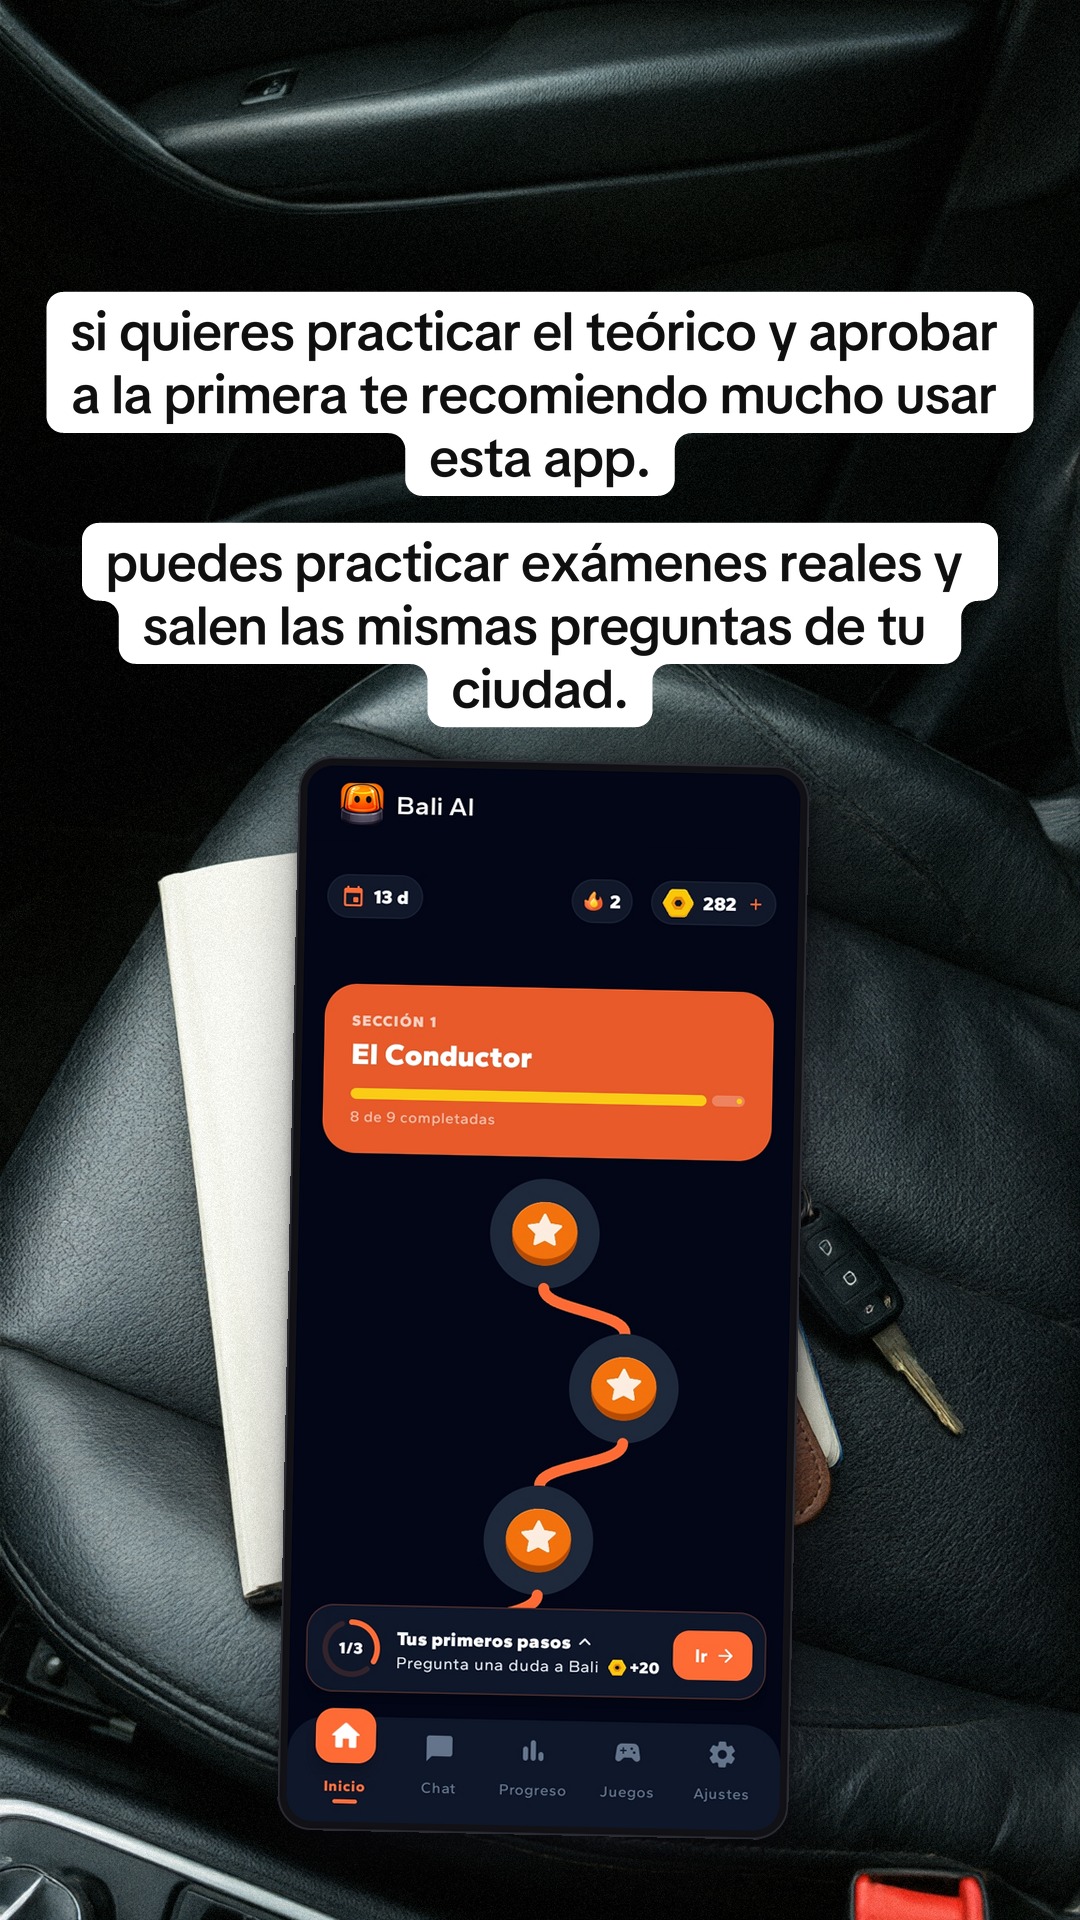 si quieres practicar el teórico y aprobar
a la primera te recomiendo mucho usar
esta app.
puedes practicar exámenes reales y
salen las mismas preguntas de tu
ciudad.
Bali AI
13 d
2
282 +
SECCIÓN 1
El Conductor
8 de 9 completadas
1/3
Tus primeros pasos
Pregunta una duda a Bali +20
Ir →
Inicio
Chat
Progreso
Juegos
Ajustes